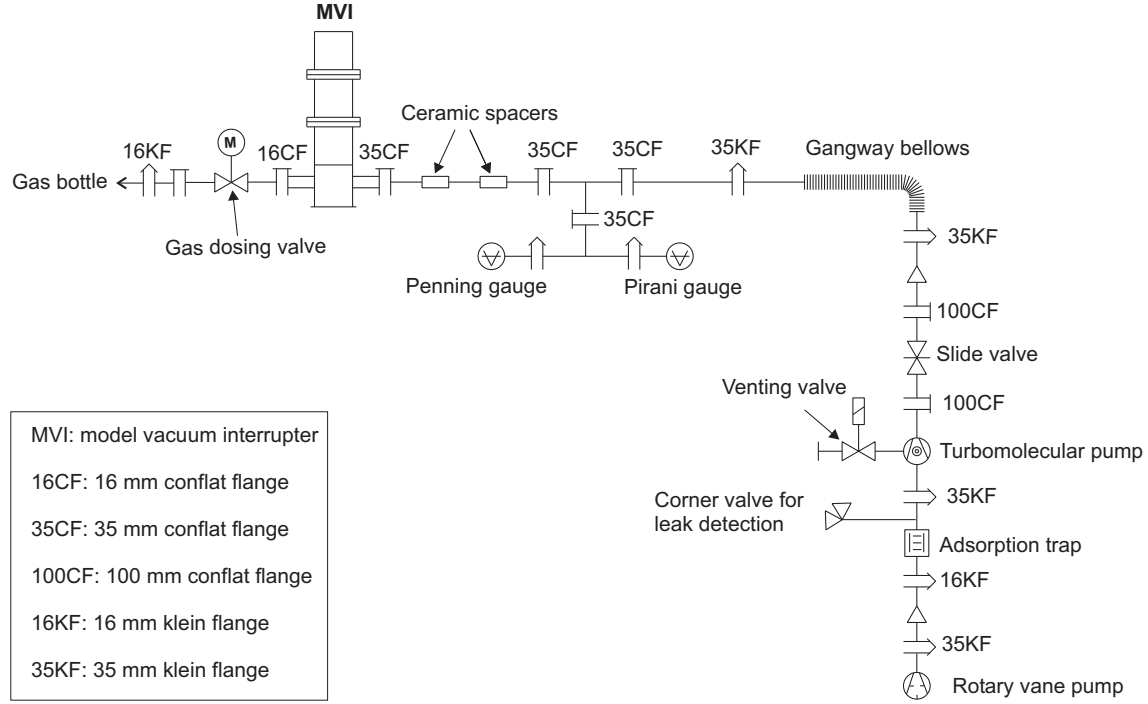 MVI
Ceramic spacers
16KF
M
16CF
35CF
35CF
35CF
35KF
Gangway bellows
Gas bottle
Gas dosing valve
35CF
Penning gauge
Pirani gauge
35KF
100CF
Slide valve
Venting valve
100CF
Turbomolecular pump
35KF
Corner valve for
leak detection
Adsorption trap
16KF
35KF
Rotary vane pump
MVI: model vacuum interrupter
16CF: 16 mm conflat flange
35CF: 35 mm conflat flange
100CF: 100 mm conflat flange
16KF: 16 mm klein flange
35KF: 35 mm klein flange